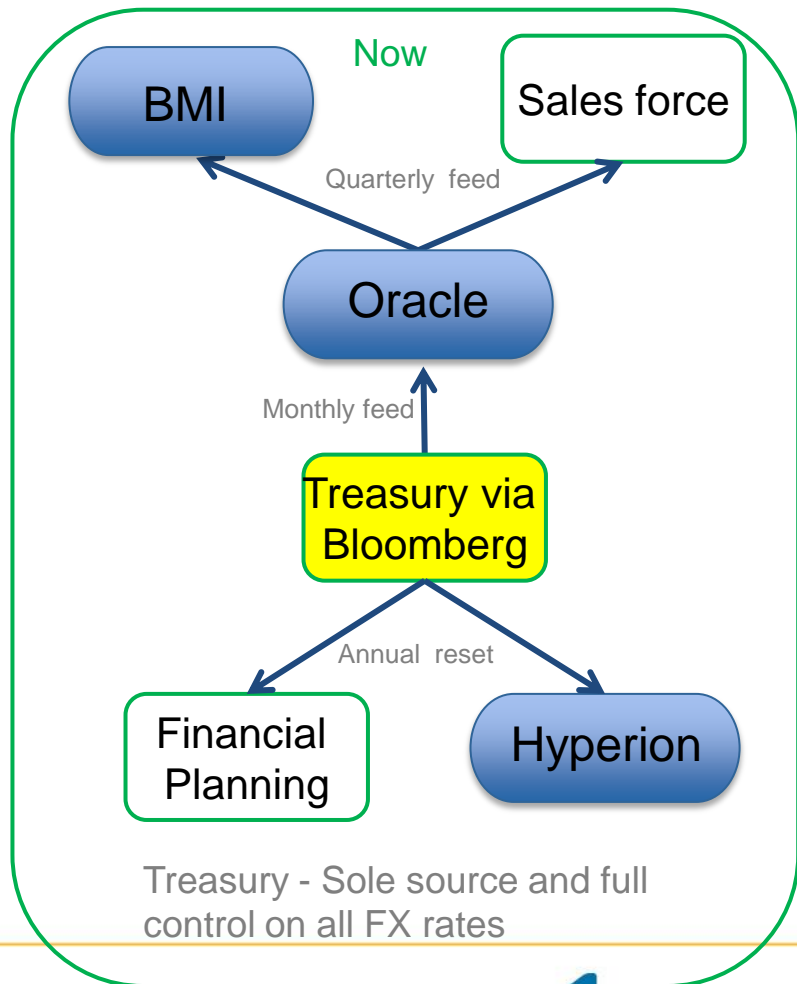 Now
BMI
Sales force
Quarterly feed
Oracle
Monthly feed
Treasury via
Bloomberg
Annual reset
Financial
Planning
Hyperion
Treasury - Sole source and full
control on all FX rates